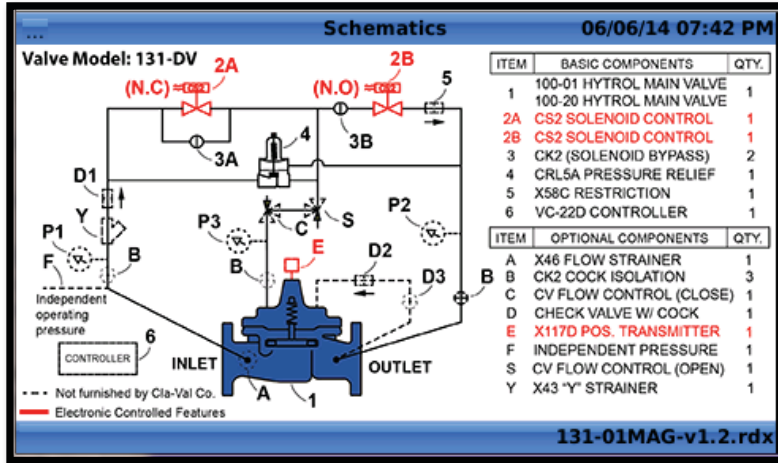 ...
Schematics
06/06/14 07:42 PM
Valve Model: 131-DV
2A
(N.C)
2B
(N.O)
5
3A
3B
4
D1
Y
P1
F
B
P3
C
S
P2
B
E
D2
D3
B
Independent
operating
pressure
CONTROLLER
6
INLET
OUTLET
A
1
Not furnished by Cla-Val Co.
Electronic Controlled Features
ITEM BASIC COMPONENTS QTY.
1 100-01 HYTROL MAIN VALVE 1
100-20 HYTROL MAIN VALVE
2A CS2 SOLENOID CONTROL 1
2B CS2 SOLENOID CONTROL 1
3 CK2 (SOLENOID BYPASS) 2
4 CRL5A PRESSURE RELIEF 1
5 X58C RESTRICTION 1
6 VC-22D CONTROLLER 1
ITEM OPTIONAL COMPONENTS QTY.
A X46 FLOW STRAINER 1
B CK2 COCK ISOLATION 3
C CV FLOW CONTROL (CLOSE) 1
D CHECK VALVE W/ COCK 1
E X117D POS. TRANSMITTER 1
F INDEPENDENT PRESSURE 1
S CV FLOW CONTROL (OPEN) 1
Y X43 “Y” STRAINER 1
131-01MAG-v1.2.rdx